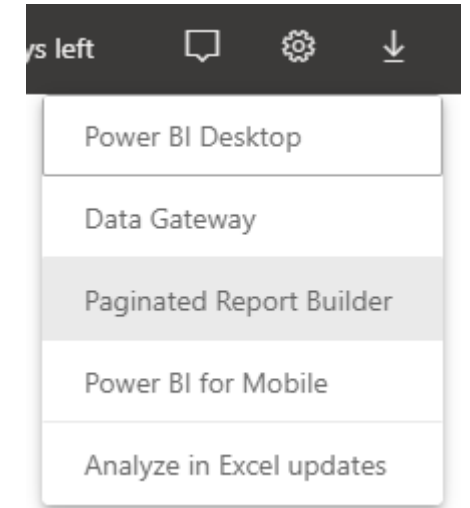 ys left
Power BI Desktop
Data Gateway
Paginated Report Builder
Power BI for Mobile
Analyze in Excel updates